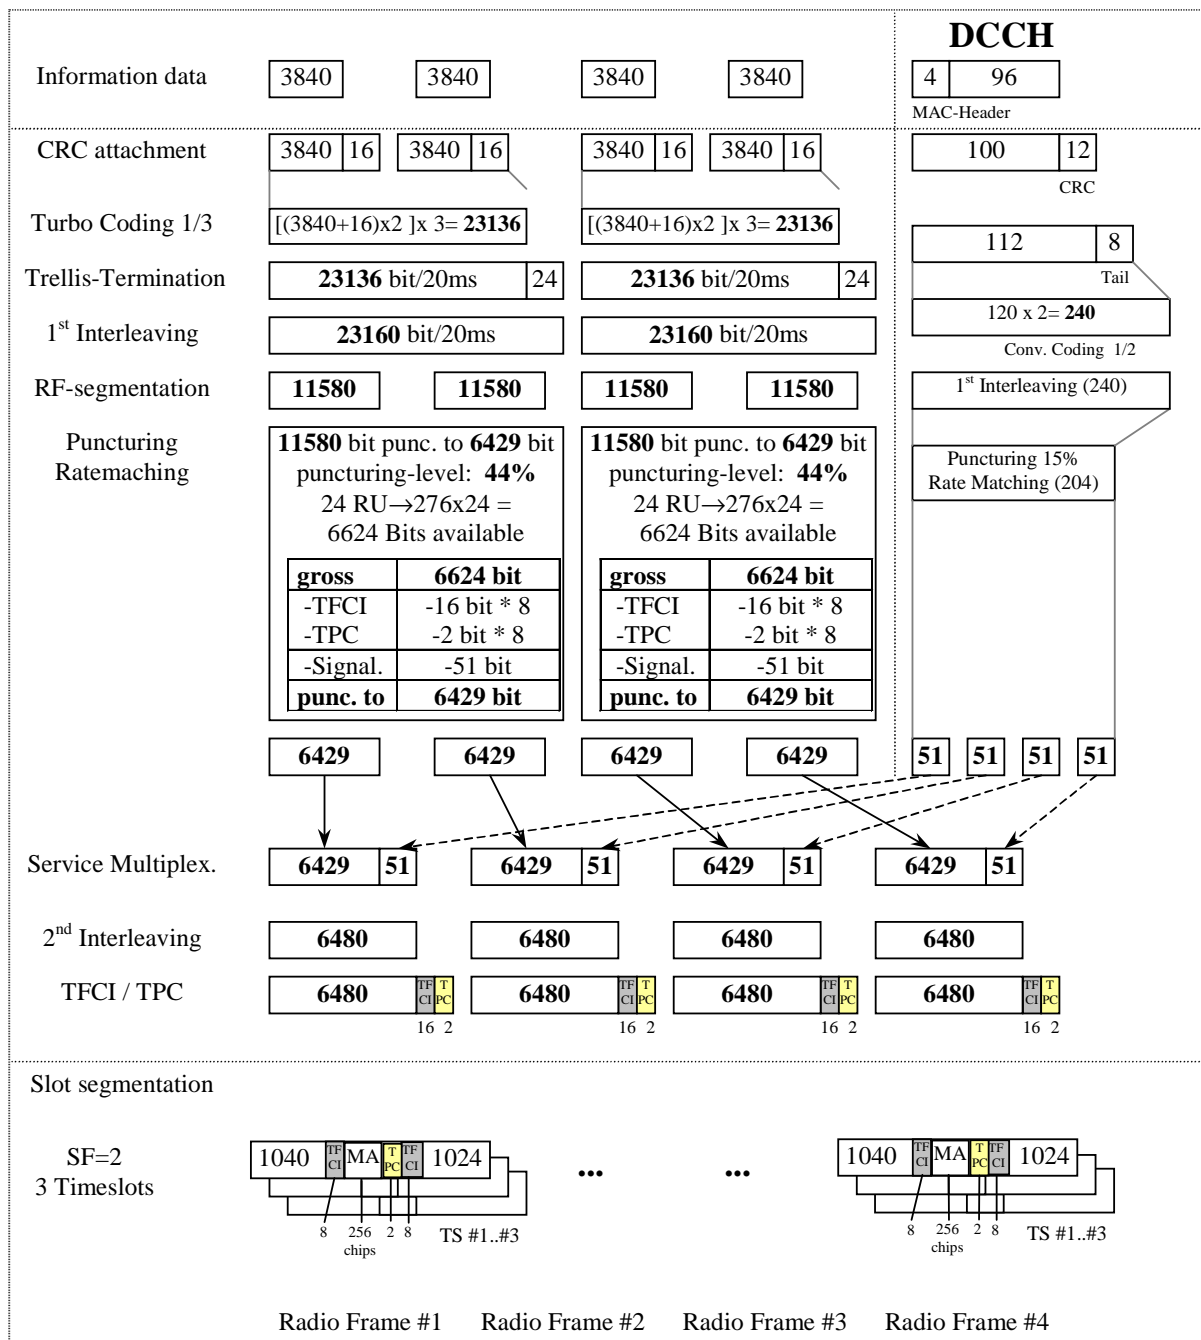 DCCH
Information data 3840 3840 3840 3840 4 96
MAC-Header
CRC attachment 3840 16 3840 16 3840 16 3840 16 100 12
CRC
Turbo Coding 1/3 [(3840+16)x2 ]x 3= 23136 [(3840+16)x2 ]x 3= 23136
112 8
Tail
Trellis-Termination 23136 bit/20ms 24 23136 bit/20ms 24
120 x 2= 240
Conv. Coding 1/2
1st Interleaving 23160 bit/20ms 23160 bit/20ms
RF-segmentation 11580 11580 11580 11580
1st Interleaving (240)
Puncturing
Ratemaching
11580 bit punc. to 6429 bit
puncturing-level: 44%
24 RU→276x24 =
6624 Bits available
gross 6624 bit
-TFCI -16 bit * 8
-TPC -2 bit * 8
-Signal. -51 bit
punc. to 6429 bit
11580 bit punc. to 6429 bit
puncturing-level: 44%
24 RU→276x24 =
6624 Bits available
gross 6624 bit
-TFCI -16 bit * 8
-TPC -2 bit * 8
-Signal. -51 bit
punc. to 6429 bit
Puncturing 15%
Rate Matching (204)
6429 6429 6429 6429 51 51 51 51
Service Multiplex. 6429 51 6429 51 6429 51 6429 51
2nd Interleaving 6480 6480 6480 6480
TFCI / TPC 6480 TF CI T PC 6480 TF CI T PC 6480 TF CI T PC 6480 TF CI T PC
16 2 16 2 16 2 16 2
Slot segmentation
SF=2
3 Timeslots
1040 TF CI MA T PC TF CI 1024
8 256 2 8 TS #1..#3
chips
... ...
1040 TF CI MA T PC TF CI 1024
8 256 2 8 TS #1..#3
chips
Radio Frame #1 Radio Frame #2 Radio Frame #3 Radio Frame #4